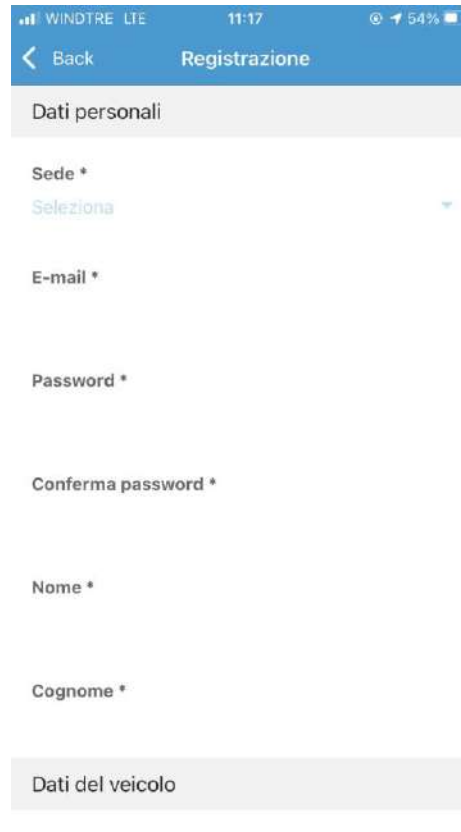 WINDTRE LTE 11:17 54%
Back Registrazione
Dati personali
Sede *
Seleziona
E-mail *
Password *
Conferma password *
Nome *
Cognome *
Dati del veicolo